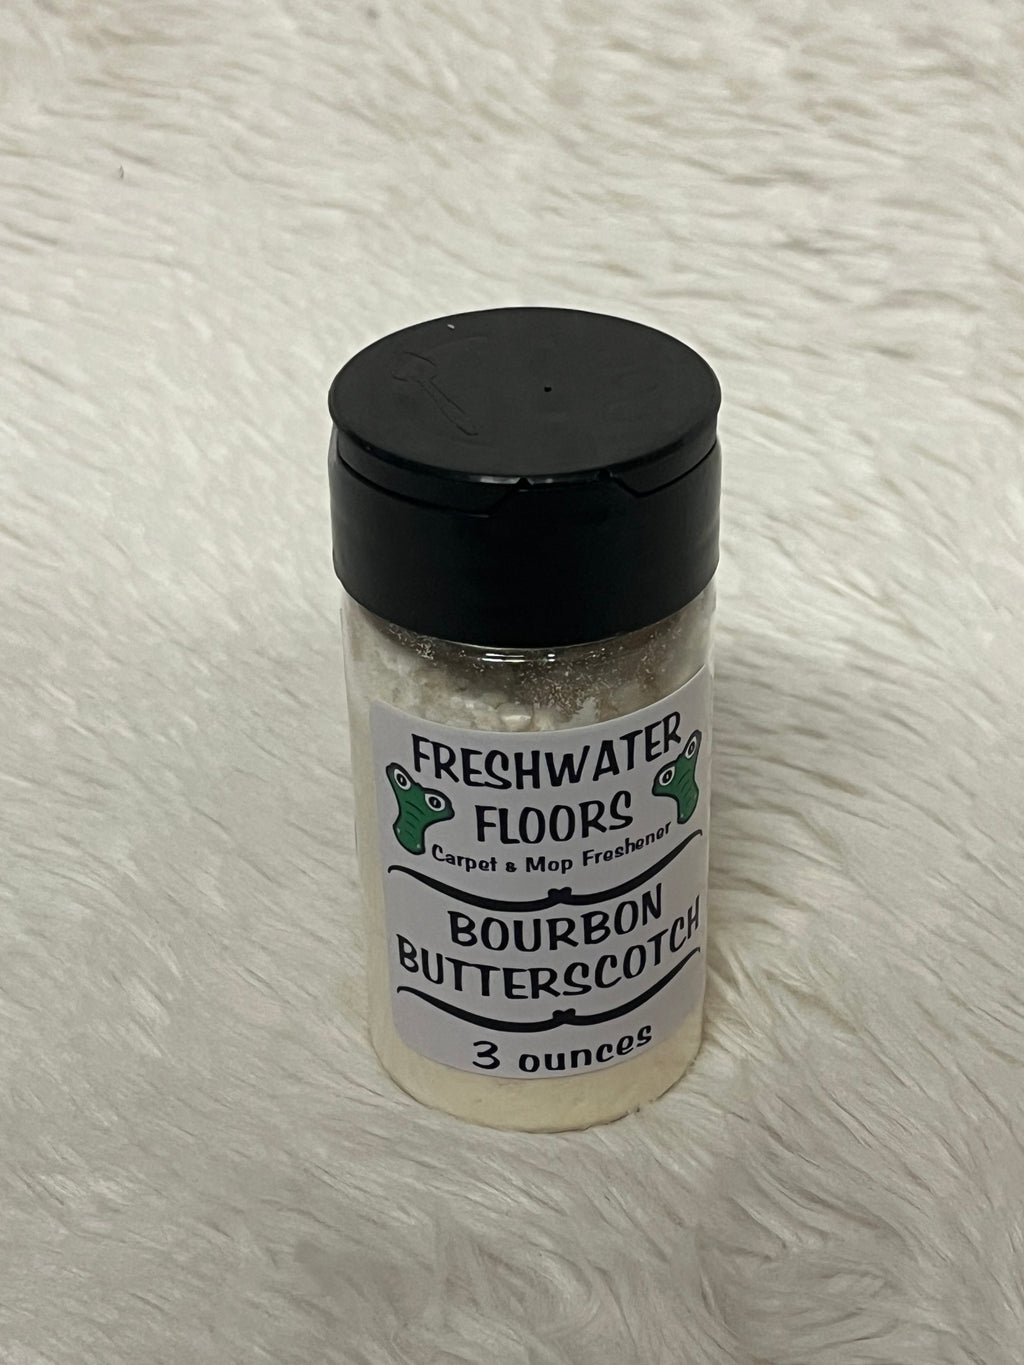 FRESHWATER
FLOORS
Carpet & Mop Freshener
BOURBON
BUTTERSCOTCH
3 ounces